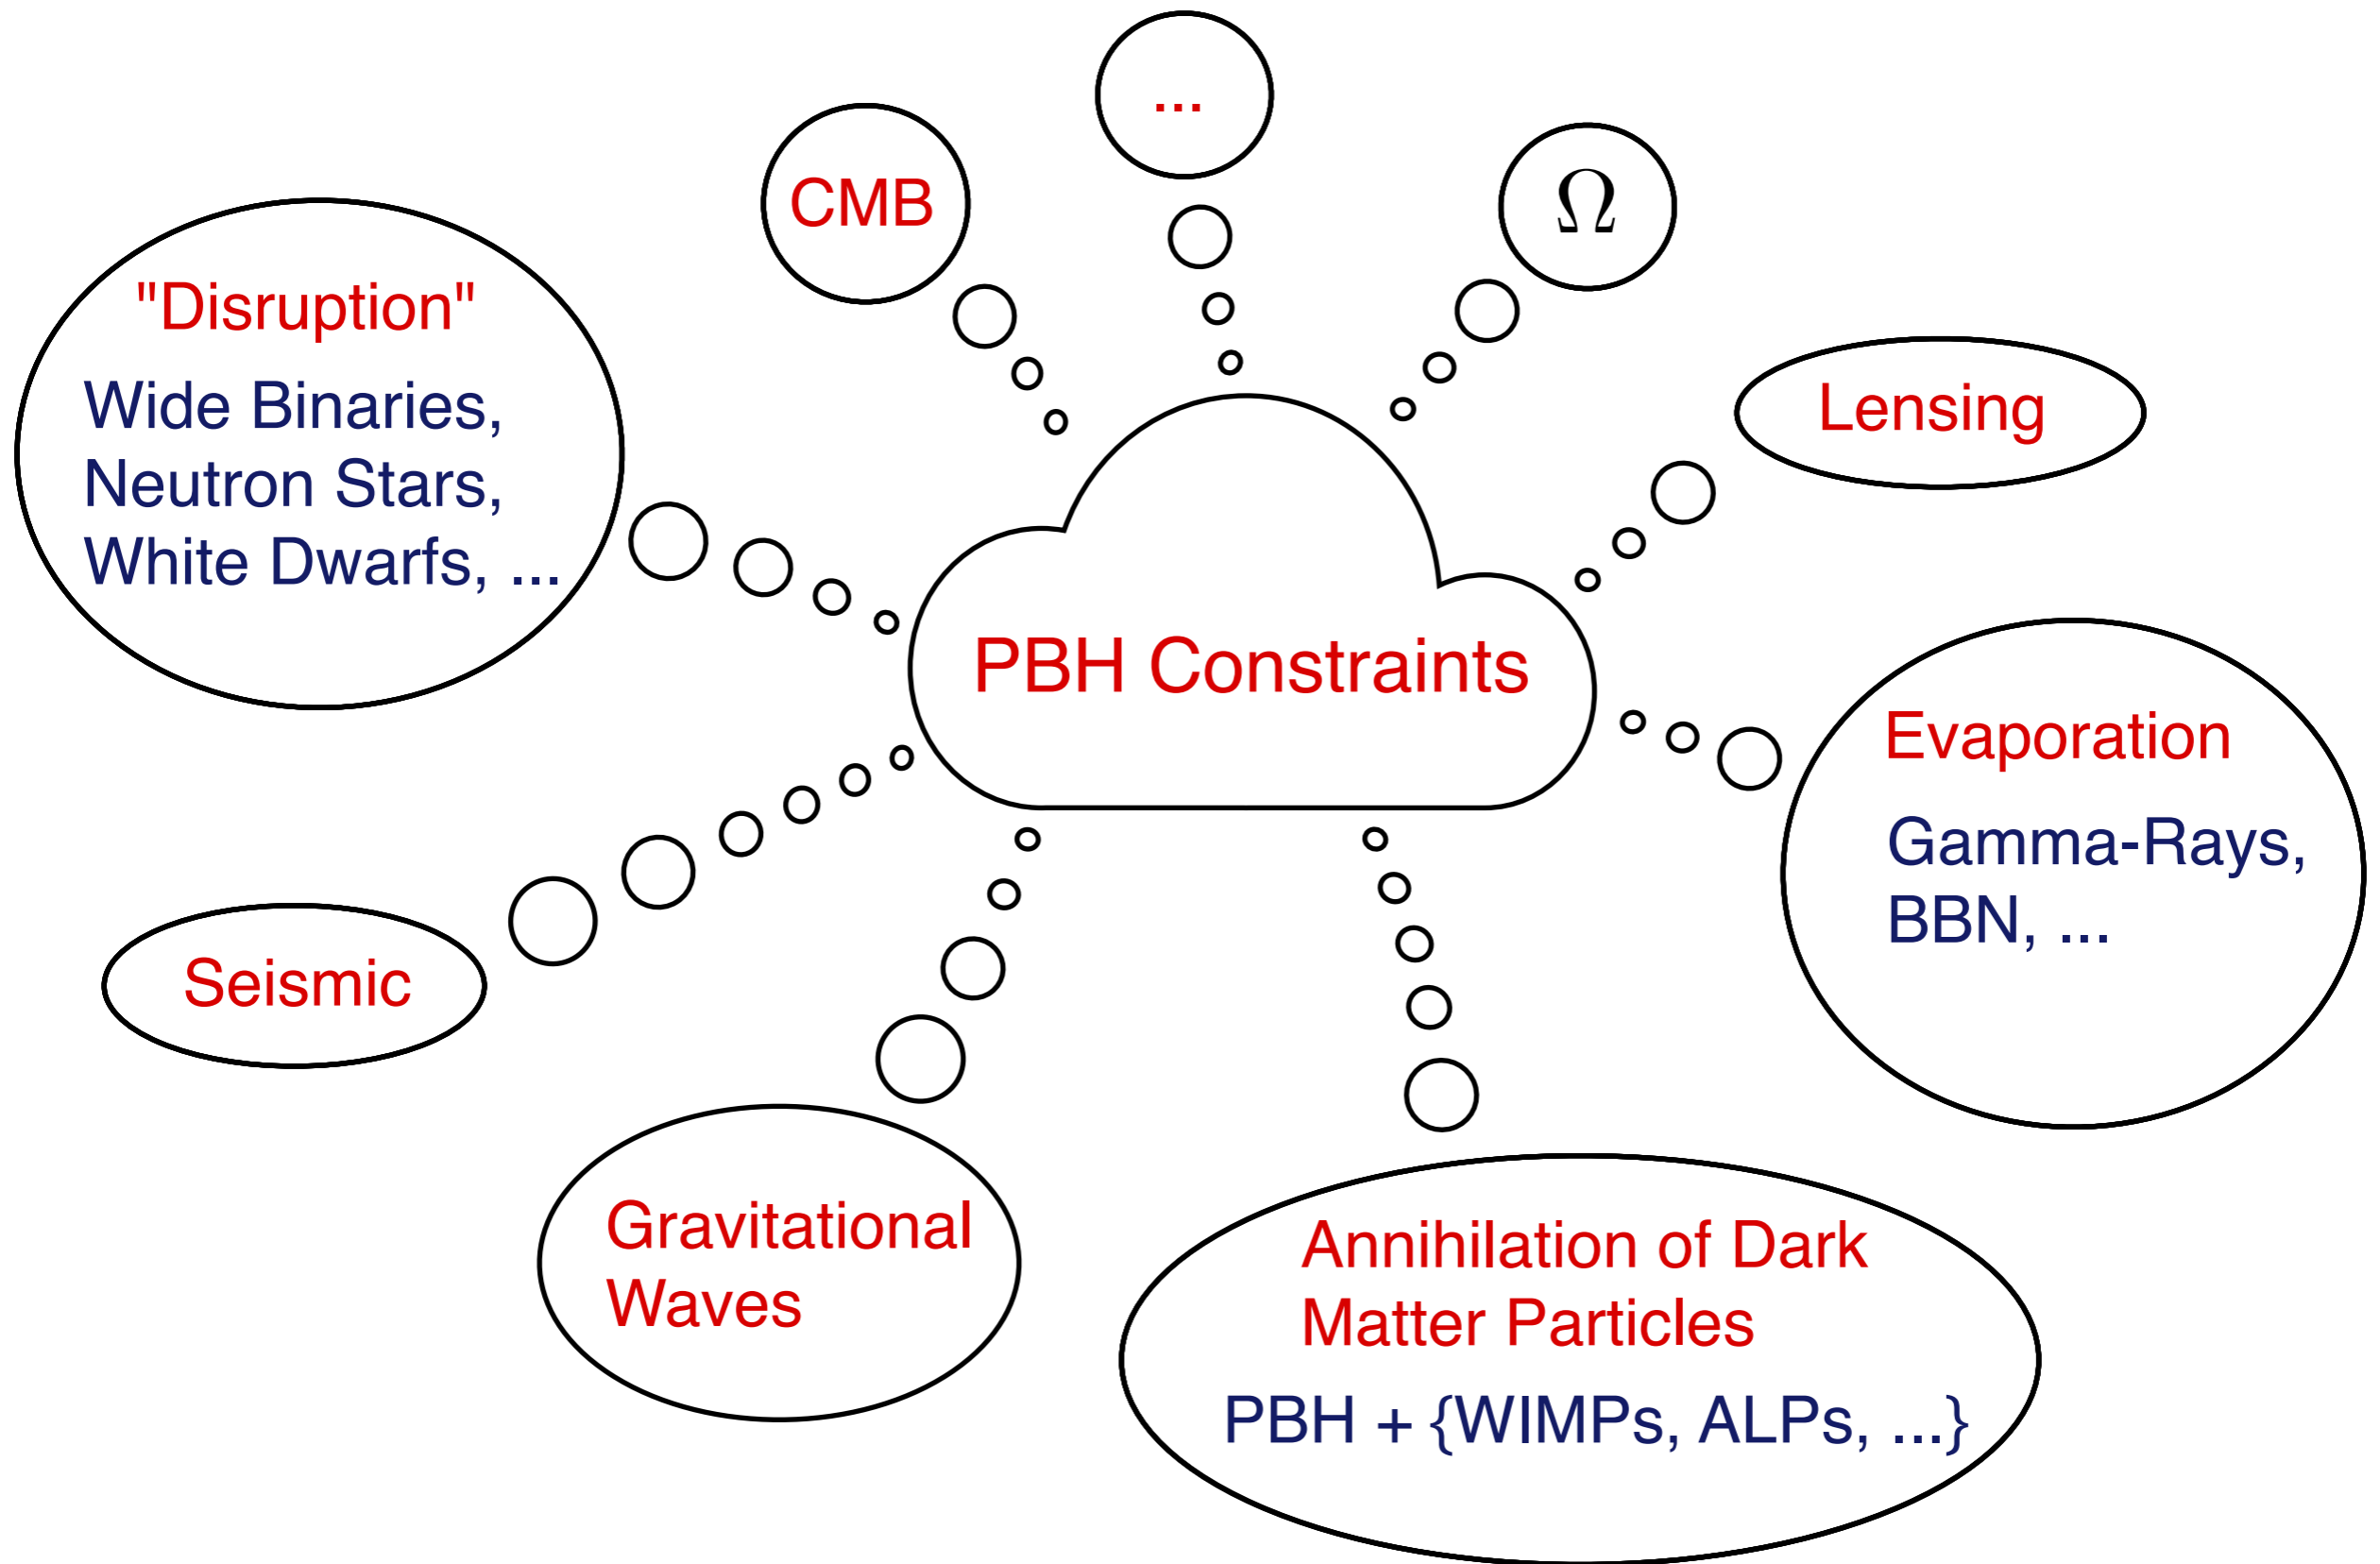 ...
CMB
Ω
"Disruption"
Wide Binaries,
Neutron Stars,
White Dwarfs, ...
Lensing
PBH Constraints
Evaporation
Gamma-Rays,
BBN, ...
Seismic
Gravitational
Waves
Annihilation of Dark
Matter Particles
PBH + {WIMPs, ALPs, ...}